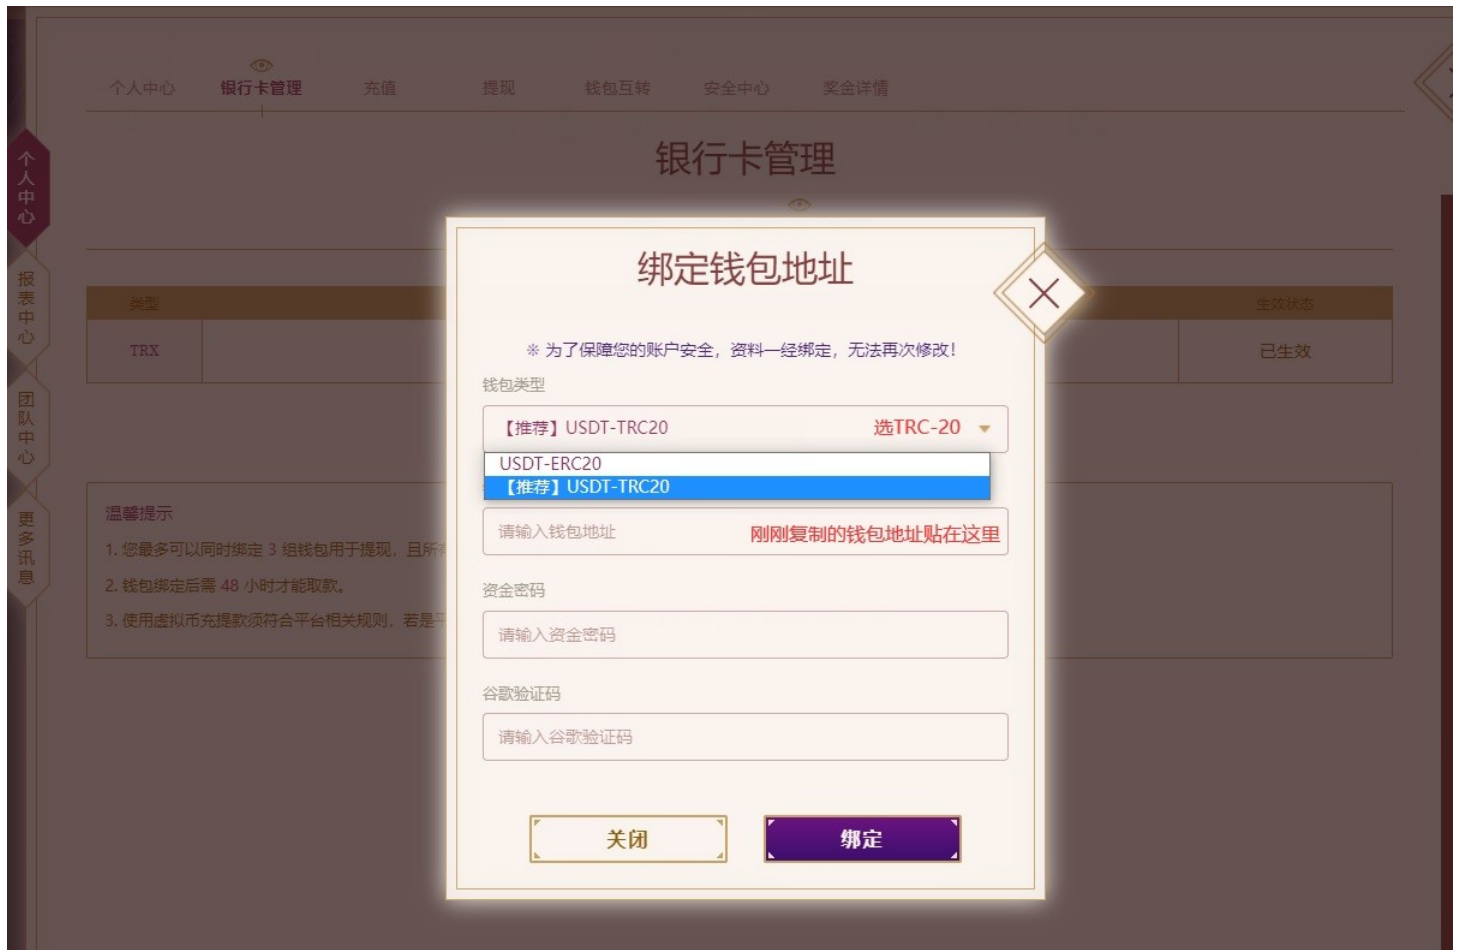 个人中心 银行卡管理 充值 提现 钱包互转 安全中心 奖金详情
银行卡管理
个人中心
报表中心
团队中心
更多讯息
类型 生效状态
TRX 已生效
温馨提示
1. 您最多可以同时绑定 3 组钱包用于提现，且所
2. 钱包绑定后需 48 小时才能取款。
3. 使用虚拟币充提款须符合平台相关规则，若是
绑定钱包地址
※ 为了保障您的账户安全，资料一经绑定，无法再次修改！
钱包类型
【推荐】USDT-TRC20 选TRC-20
USDT-ERC20
【推荐】USDT-TRC20
请输入钱包地址 刚刚复制的钱包地址贴在这里
资金密码
请输入资金密码
谷歌验证码
请输入谷歌验证码
关闭 绑定